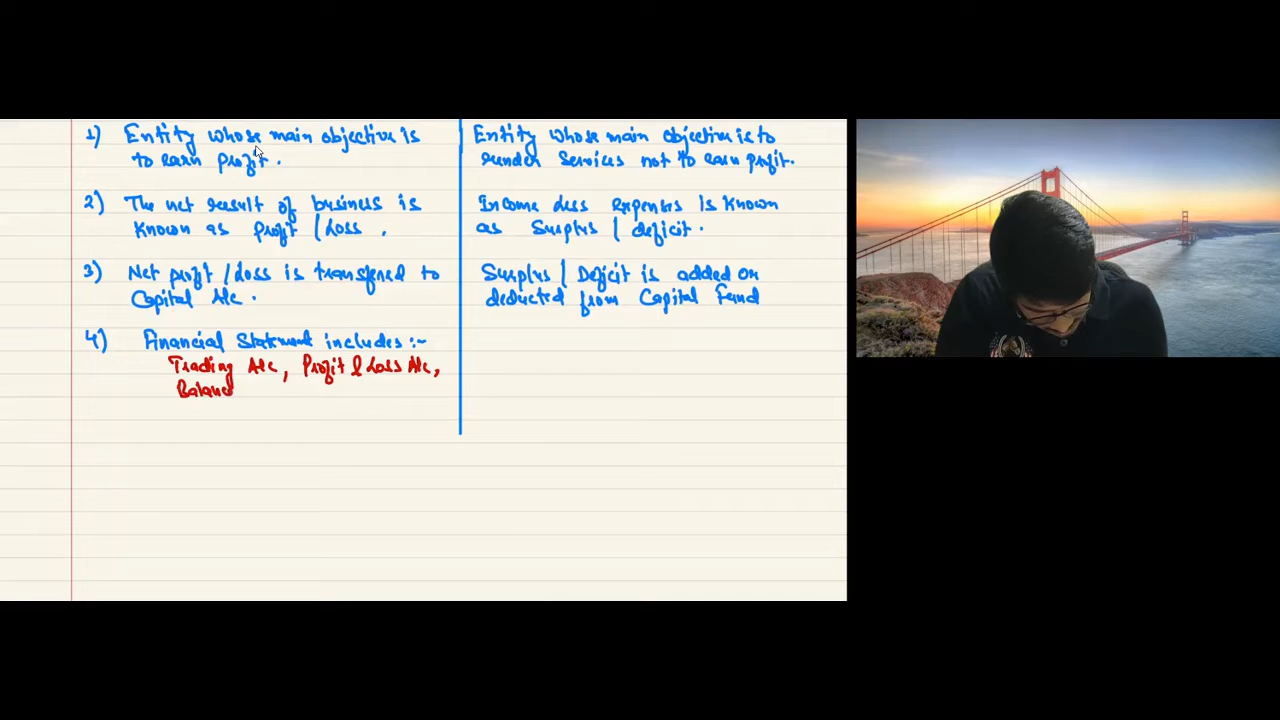 1) Entity whose main objective is
to earn profit.
Entity whose main objective is to
render services not to earn profit.
2) The net result of business is
known as profit / Loss .
Income less expenses is known
as Surplus / deficit.
3) Net profit / Loss is transferred to
Capital A/c .
Surplus / Deficit is added or
deducted from Capital Fund
4) Financial Statement includes :-
Trading A/c , Profit & Loss A/c,
Balance